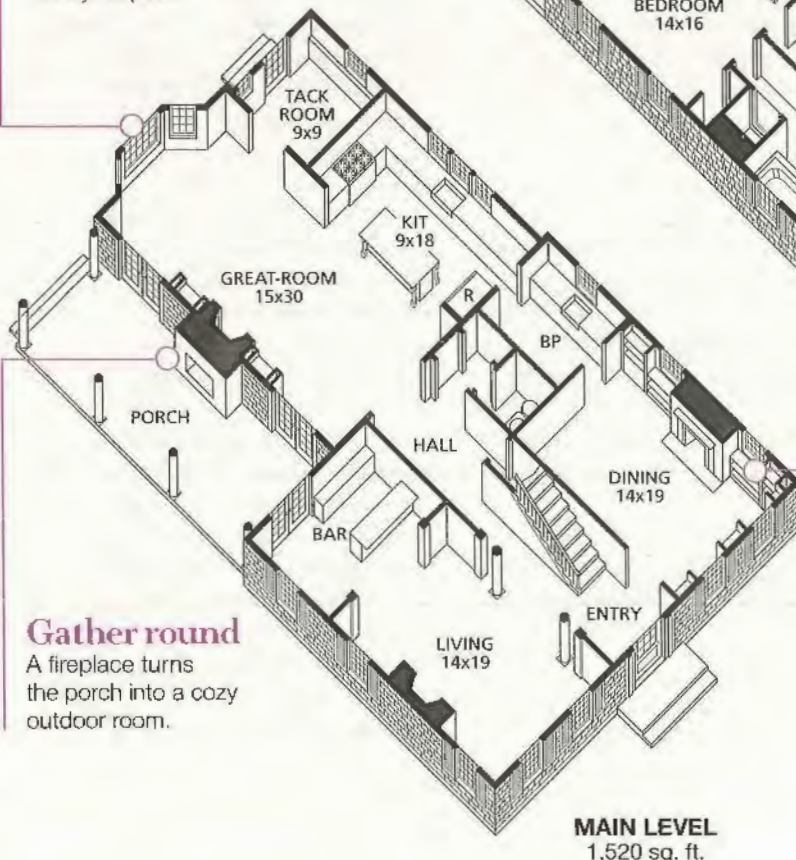 BEDROOM
14x16
TACK
ROOM
9x9
KIT
9x18
GREAT-ROOM
15x30
R
BP
PORCH
HALL
DINING
14x19
BAR
ENTRY
LIVING
14x19
Gather round
A fireplace turns
the porch into a cozy
outdoor room.
MAIN LEVEL
1,520 sq. ft.